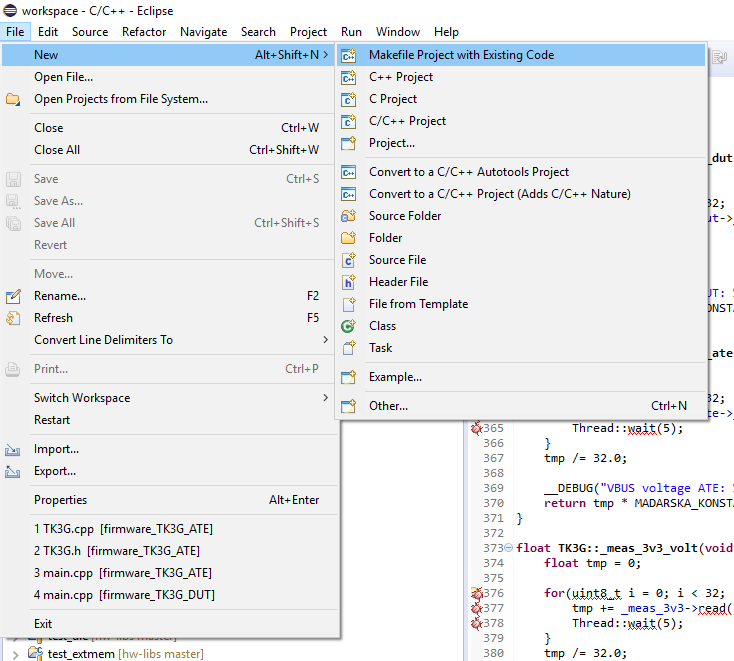 workspace - C/C++ - Eclipse
File Edit Source Refactor Navigate Search Project Run Window Help
New Alt+Shift+N
Open File...
Open Projects from File System...
Close Ctrl+W
Close All Ctrl+Shift+W
Save Ctrl+S
Save As...
Save All Ctrl+Shift+S
Revert
Move...
Rename... F2
Refresh F5
Convert Line Delimiters To
Print... Ctrl+P
Switch Workspace
Restart
Import...
Export...
Properties Alt+Enter
1 TK3G.cpp [firmware_TK3G_ATE]
2 TK3G.h [firmware_TK3G_ATE]
3 main.cpp [firmware_TK3G_ATE]
4 main.cpp [firmware_TK3G_DUT]
Exit
Makefile Project with Existing Code
C++ Project
C Project
C/C++ Project
Project...
Convert to a C/C++ Autotools Project
Convert to a C/C++ Project (Adds C/C++ Nature)
Source Folder
Folder
Source File
Header File
File from Template
Class
Task
Example...
Other... Ctrl+N
_dut
32;
ut->
UT:
KONSTA
_ate
32;
te->
365 Thread::wait(5);
366 }
367 tmp /= 32.0;
368
369 __DEBUG("VBUS voltage ATE:
370 return tmp * MADARSKA_KONSTA
371 }
372
373 float TK3G::_meas_3v3_volt(void
374 float tmp = 0;
375
376 for(uint8_t i = 0; i < 32;
377 tmp += _meas_3v3->read(
378 Thread::wait(5);
379 }
380 tmp /= 32.0;
[hw-libs master]
test_extmem [hw-libs master]